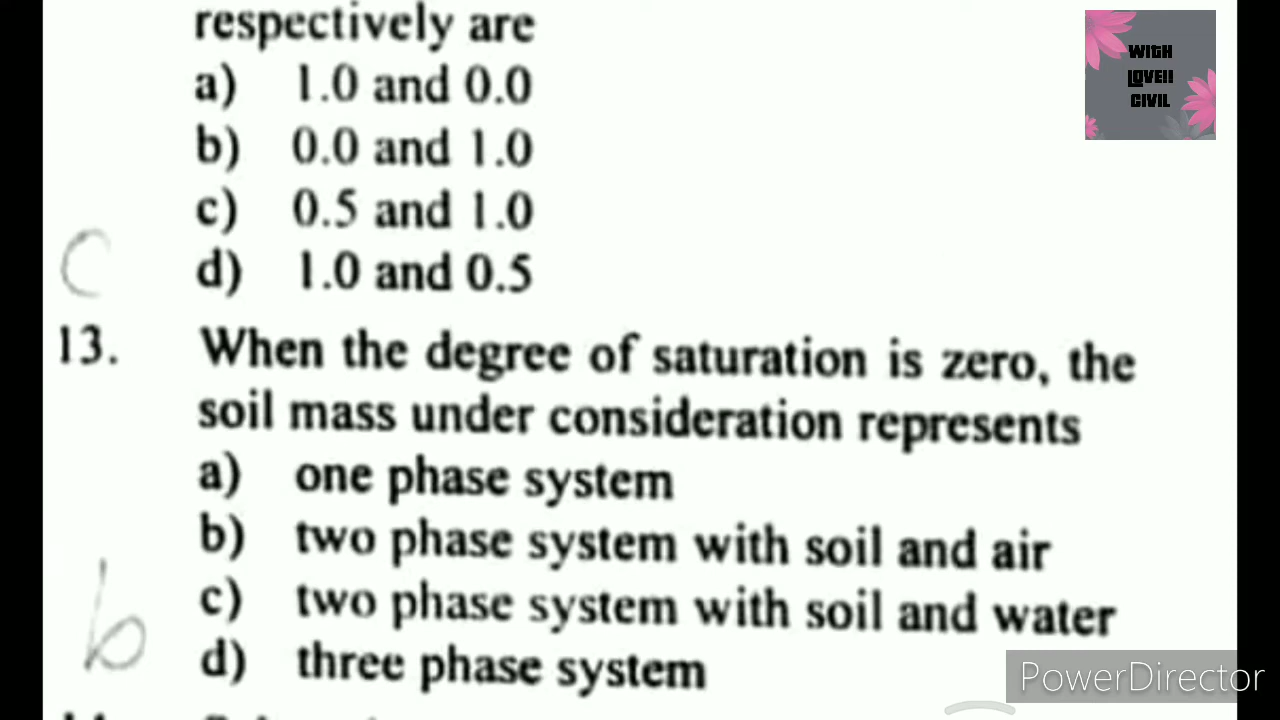 respectively are
a) 1.0 and 0.0
b) 0.0 and 1.0
c) 0.5 and 1.0
d) 1.0 and 0.5
C
13. When the degree of saturation is zero, the
soil mass under consideration represents
a) one phase system
b) two phase system with soil and air
c) two phase system with soil and water
d) three phase system
b
WITH
LOVEII
CIVIL
PowerDirector